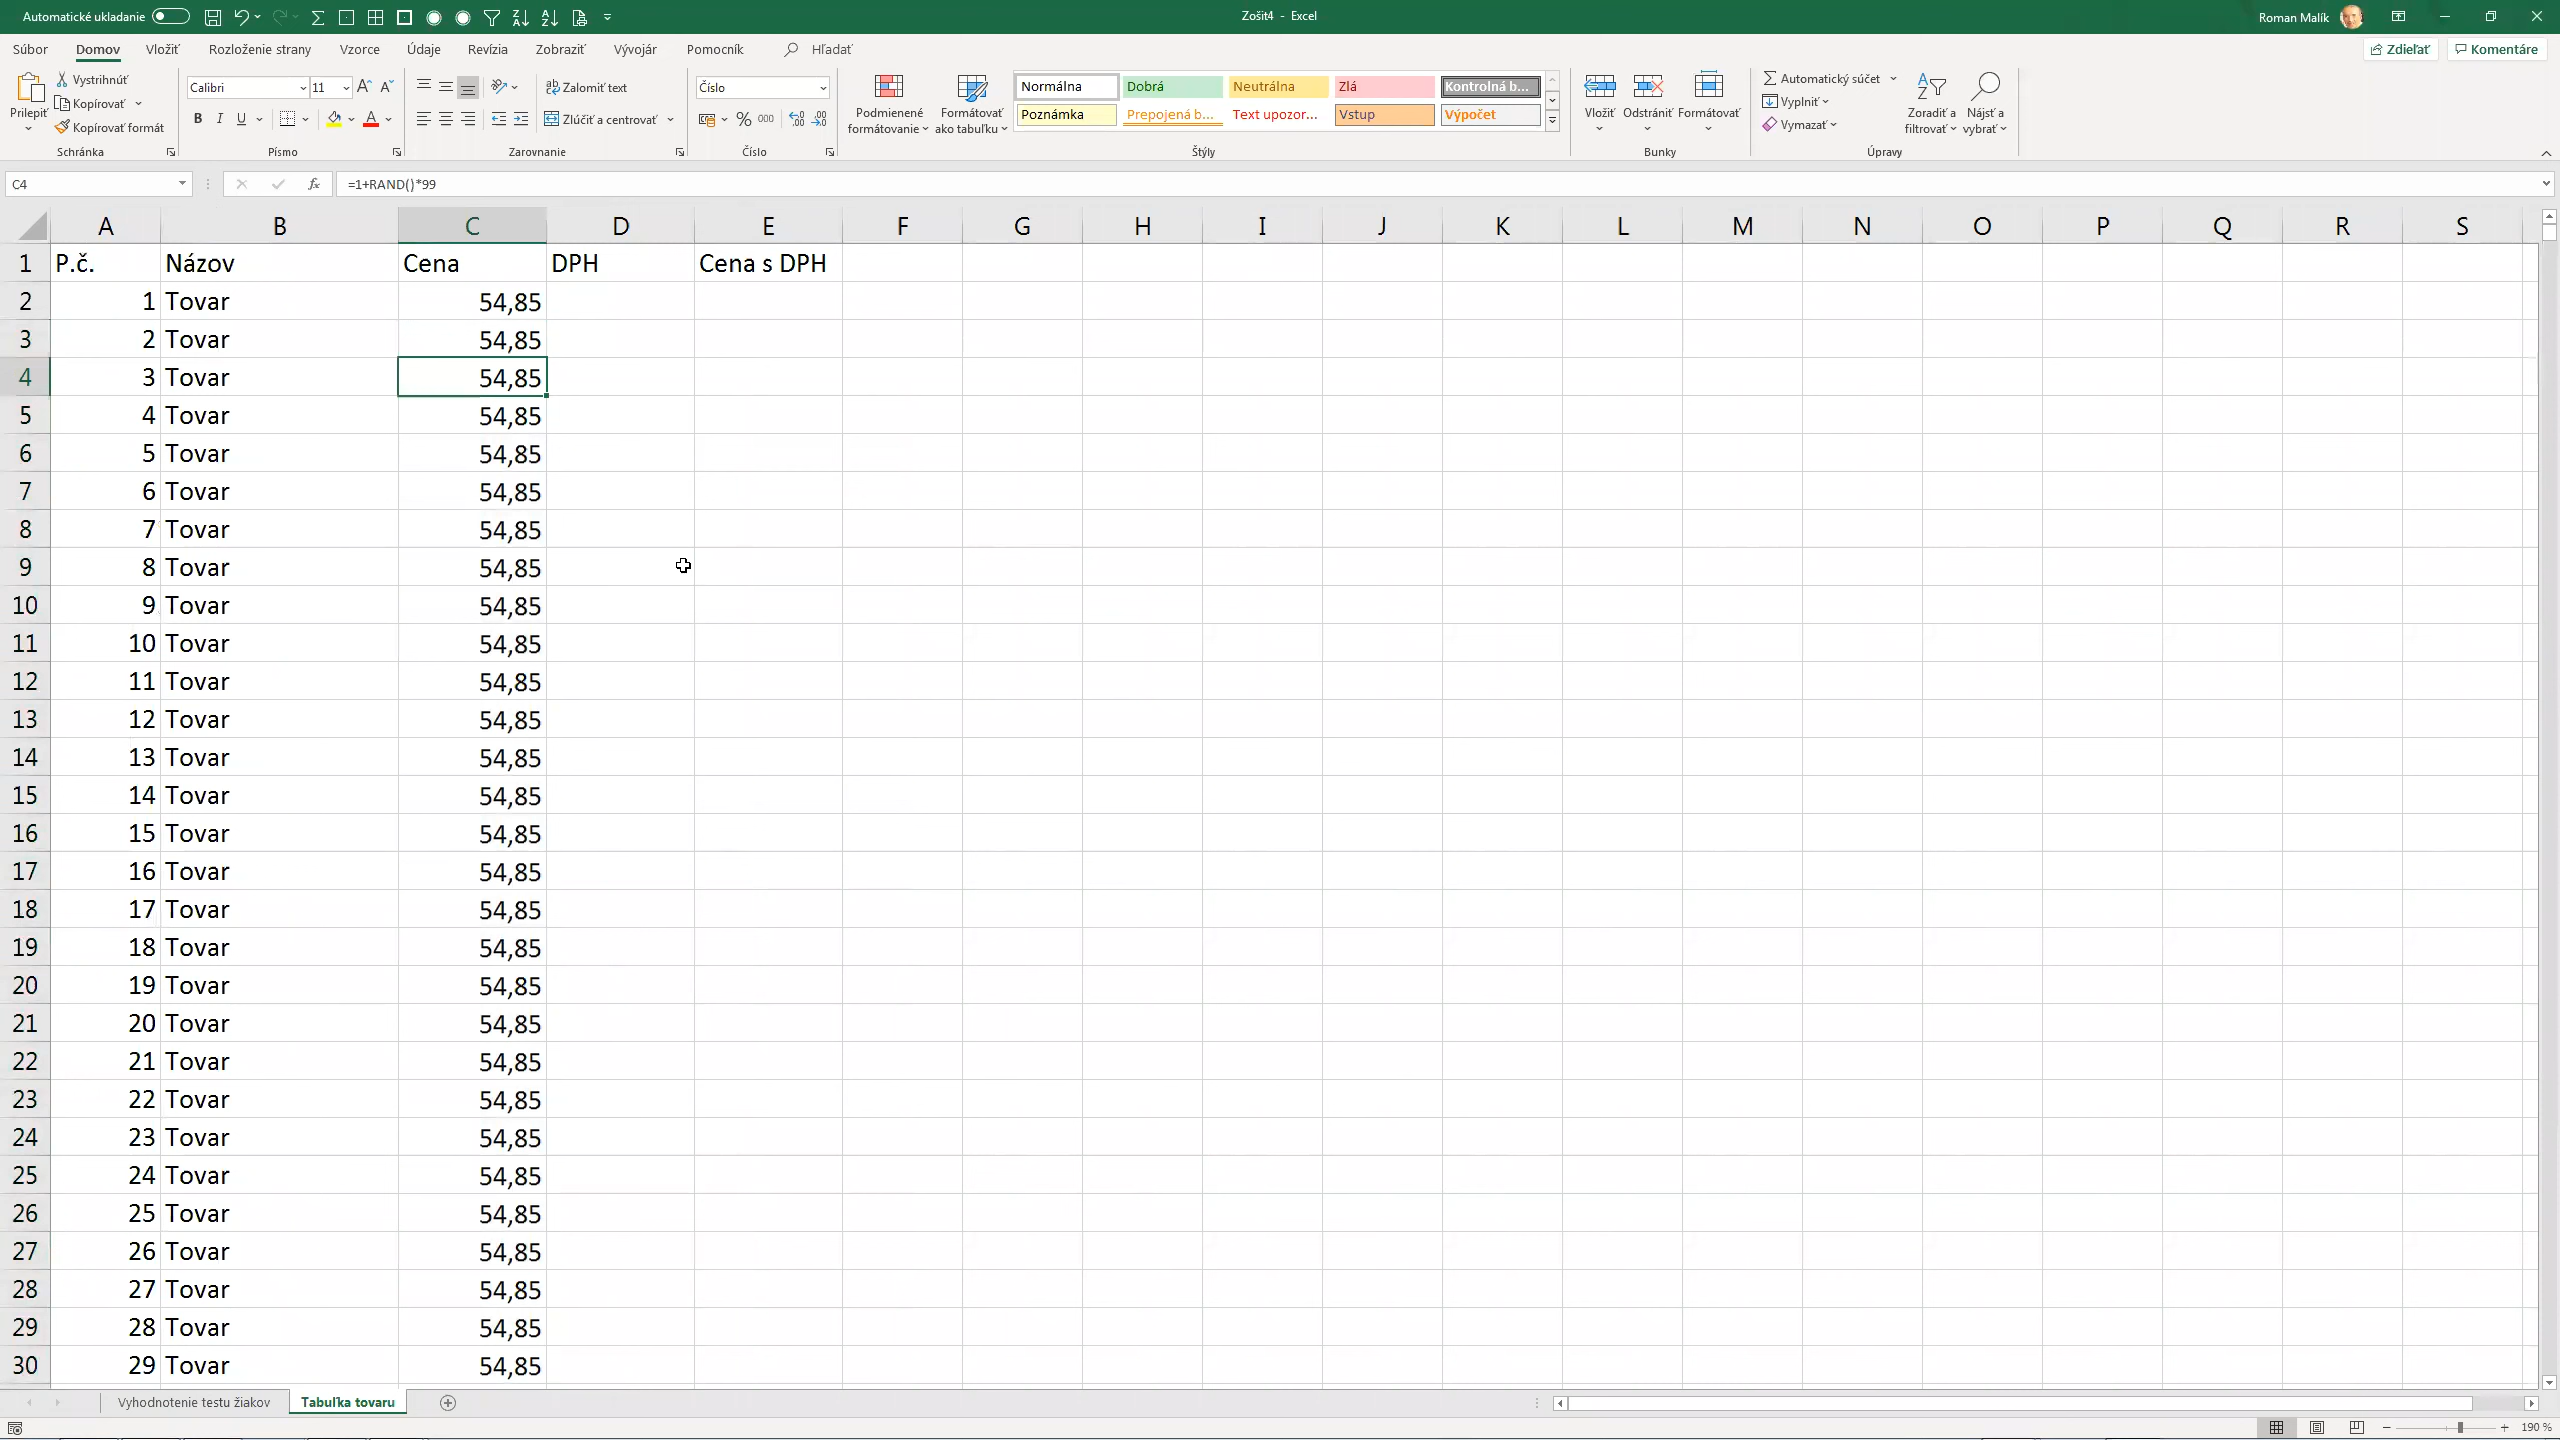 Automatické ukladanie
Zošit4 - Excel
Roman Malík
Súbor Domov Vložiť Rozloženie strany Vzorce Údaje Revízia Zobraziť Vývojár Pomocník Hľadať Zdieľať Komentáre
Prilepiť
Vystrihnúť
Kopírovať
Kopírovať formát
Schránka
Calibri 11
B I U
Písmo
Zalomiť text
Zlúčiť a centrovať
Zarovnanie
Číslo
% 000
Číslo
Podmienené formátovanie
Formátovať ako tabuľku
Normálna Dobrá Neutrálna Zlá Kontrolná b...
Poznámka Prepojená b... Text upozor... Vstup Výpočet
Štýly
Vložiť Odstrániť Formátovať
Bunky
Automatický súčet
Vyplniť
Vymazať
Zoradiť a filtrovať
Nájsť a vybrať
Úpravy
C4 fx =1+RAND()*99
A B C D E F G H I J K L M N O P Q R S
1 P.č. Názov Cena DPH Cena s DPH
2 1 Tovar 54,85
3 2 Tovar 54,85
4 3 Tovar 54,85
5 4 Tovar 54,85
6 5 Tovar 54,85
7 6 Tovar 54,85
8 7 Tovar 54,85
9 8 Tovar 54,85
10 9 Tovar 54,85
11 10 Tovar 54,85
12 11 Tovar 54,85
13 12 Tovar 54,85
14 13 Tovar 54,85
15 14 Tovar 54,85
16 15 Tovar 54,85
17 16 Tovar 54,85
18 17 Tovar 54,85
19 18 Tovar 54,85
20 19 Tovar 54,85
21 20 Tovar 54,85
22 21 Tovar 54,85
23 22 Tovar 54,85
24 23 Tovar 54,85
25 24 Tovar 54,85
26 25 Tovar 54,85
27 26 Tovar 54,85
28 27 Tovar 54,85
29 28 Tovar 54,85
30 29 Tovar 54,85
Vyhodnotenie testu žiakov Tabuľka tovaru
190 %